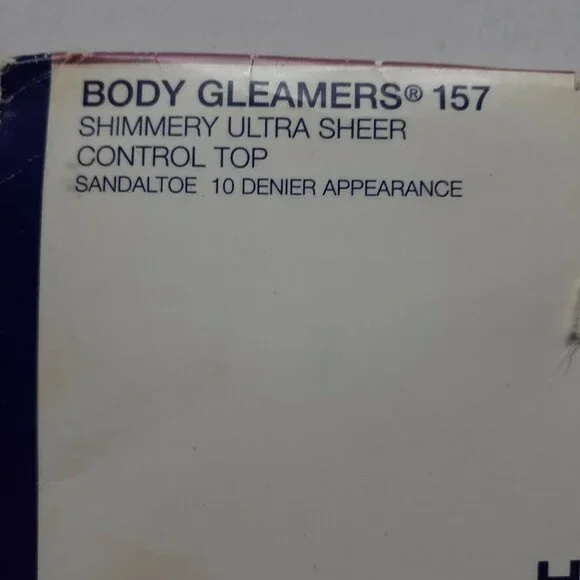 BODY GLEAMERS® 157
SHIMMERY ULTRA SHEER
CONTROL TOP
SANDALTOE 10 DENIER APPEARANCE